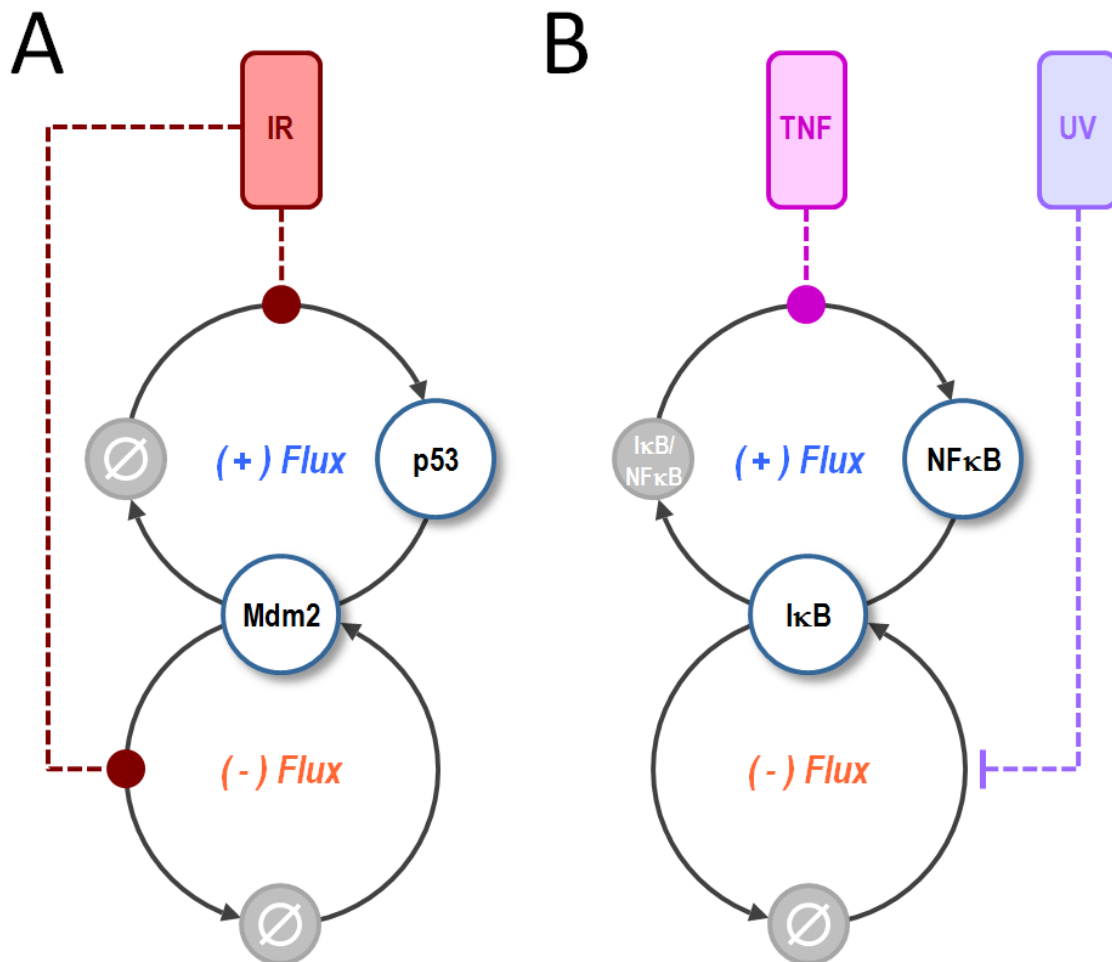 A
IR
∅
( + ) Flux
p53
Mdm2
( - ) Flux
∅
B
TNF
UV
IκB/
NFκB
( + ) Flux
NFκB
IκB
( - ) Flux
∅